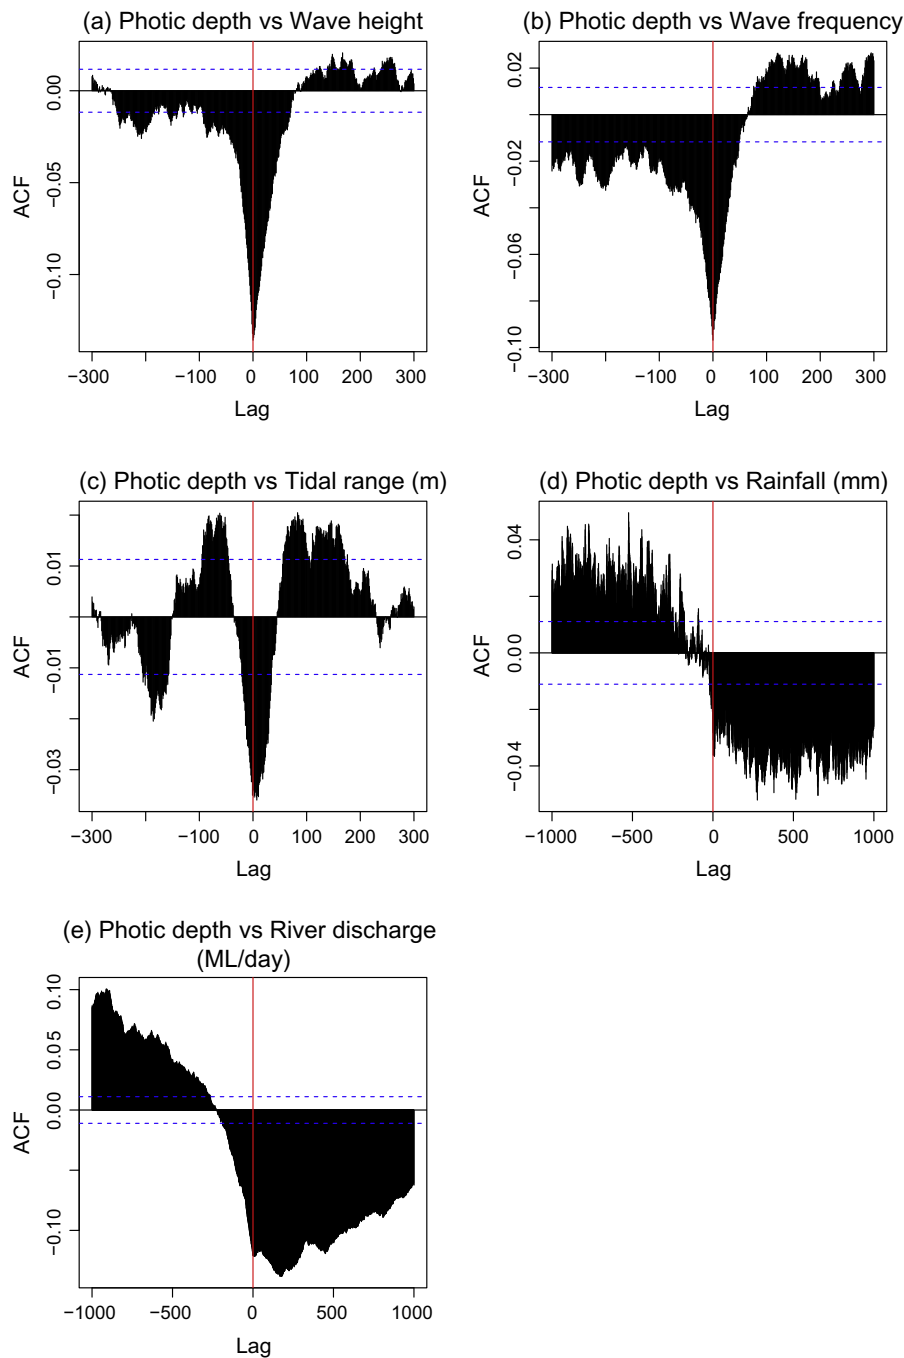 (a) Photic depth vs Wave height
0.00
−0.05
−0.10
ACF
−300
−100
0
100
200
300
Lag
(b) Photic depth vs Wave frequency
0.02
−0.02
−0.06
−0.10
ACF
−300
−100
0
100
200
300
Lag
(c) Photic depth vs Tidal range (m)
0.01
−0.01
−0.03
ACF
−300
−100
0
100
200
300
Lag
(d) Photic depth vs Rainfall (mm)
0.04
0.0
−0.04
ACF
−1000
−500
0
500
1000
Lag
(e) Photic depth vs River discharge
(ML/day)
0.10
0.05
0.00
−0.10
ACF
−1000
−500
0
500
1000
Lag